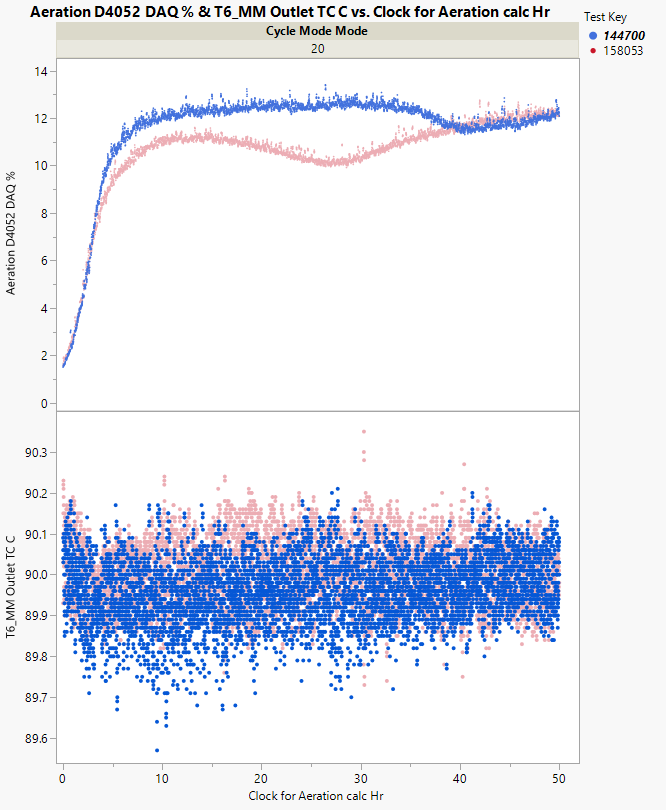 Aeration D4052 DAQ % & T6_MM Outlet TC C vs. Clock for Aeration calc Hr
Test Key
144700
158053
Cycle Mode Mode
20
14
12
10
8
6
4
2
0
Aeration D4052 DAQ %
90.3
90.2
90.1
90.0
89.9
89.8
89.7
89.6
T6_MM Outlet TC C
0 10 20 30 40 50
Clock for Aeration calc Hr